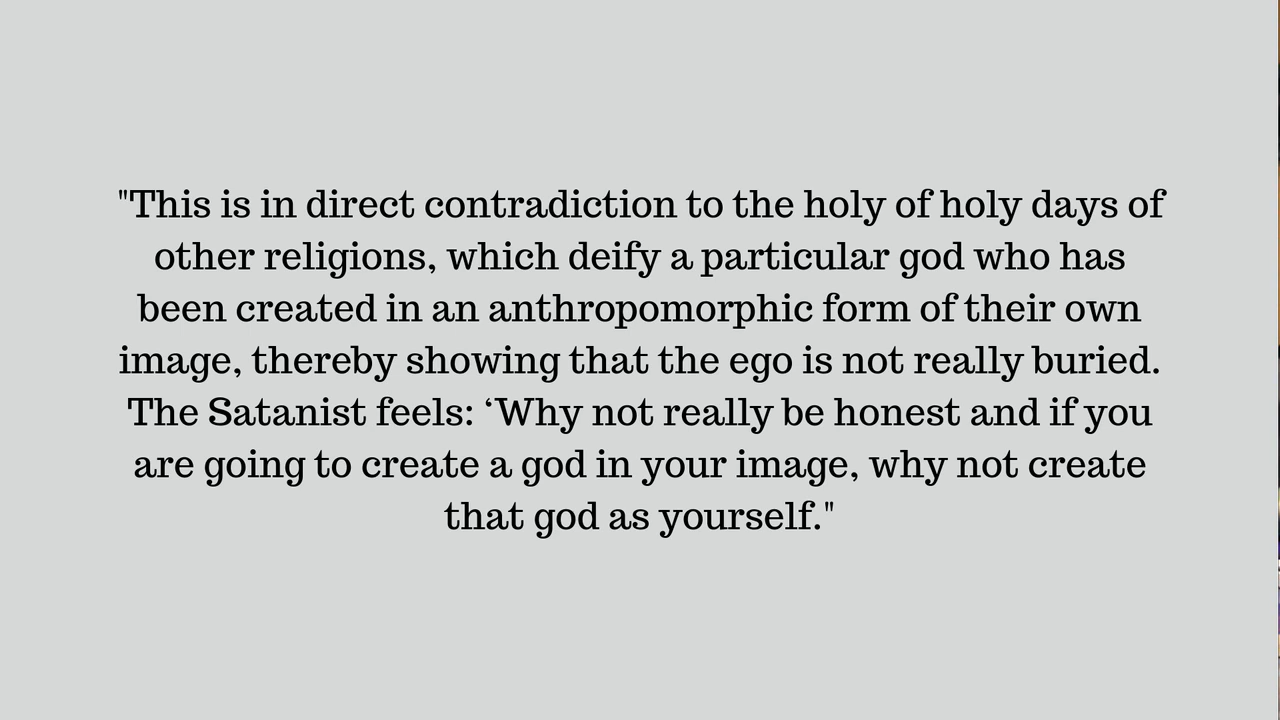 "This is in direct contradiction to the holy of holy days of
other religions, which deify a particular god who has
been created in an anthropomorphic form of their own
image, thereby showing that the ego is not really buried.
The Satanist feels: ‘Why not really be honest and if you
are going to create a god in your image, why not create
that god as yourself."